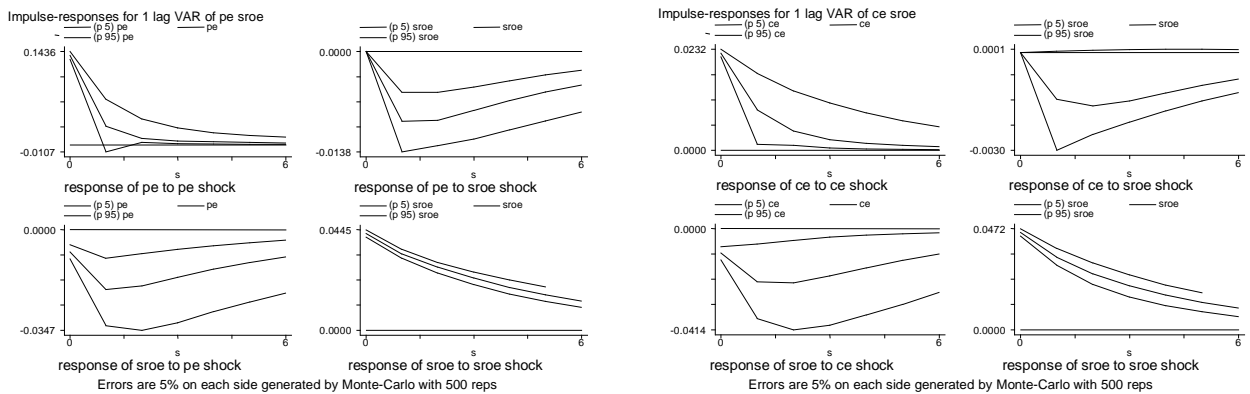 Impulse-responses for 1 lag VAR of pe sroe
(p 5) pe pe
(p 95) pe
0.1436
-0.0107
0 6
s
response of pe to pe shock
(p 5) sroe sroe
(p 95) sroe
0.0000
-0.0138
0 6
s
response of pe to sroe shock
(p 5) pe pe
(p 95) pe
0.0000
-0.0347
0 6
s
response of sroe to pe shock
(p 5) sroe sroe
(p 95) sroe
0.0445
0.0000
0 6
s
response of sroe to sroe shock
Errors are 5% on each side generated by Monte-Carlo with 500 reps
Impulse-responses for 1 lag VAR of ce sroe
(p 5) ce ce
(p 95) ce
0.0232
0.0000
0 6
s
response of ce to ce shock
(p 5) sroe sroe
(p 95) sroe
0.0001
-0.0030
0 6
s
response of ce to sroe shock
(p 5) ce ce
(p 95) ce
0.0000
-0.0414
0 6
s
response of sroe to ce shock
(p 5) sroe sroe
(p 95) sroe
0.0472
0.0000
0 6
s
response of sroe to sroe shock
Errors are 5% on each side generated by Monte-Carlo with 500 reps